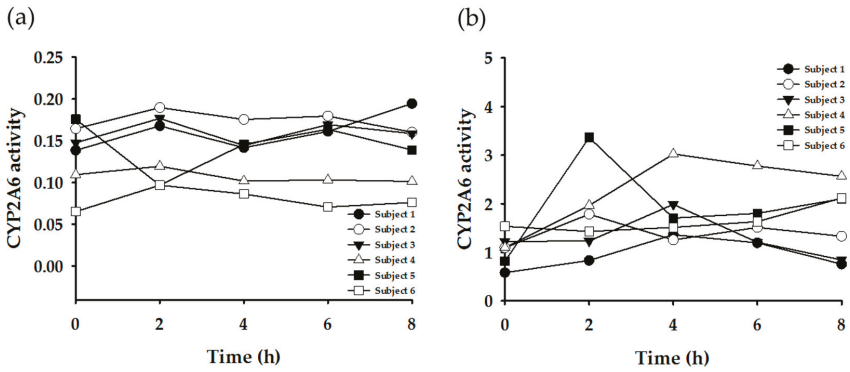 (a)
CYP2A6 activity
0.25
0.20
0.15
0.10
0.05
0.00
Subject 1
Subject 2
Subject 3
Subject 4
Subject 5
Subject 6
0 2 4 6 8
Time (h)
(b)
CYP2A6 activity
5
4
3
2
1
0
Subject 1
Subject 2
Subject 3
Subject 4
Subject 5
Subject 6
0 2 4 6 8
Time (h)